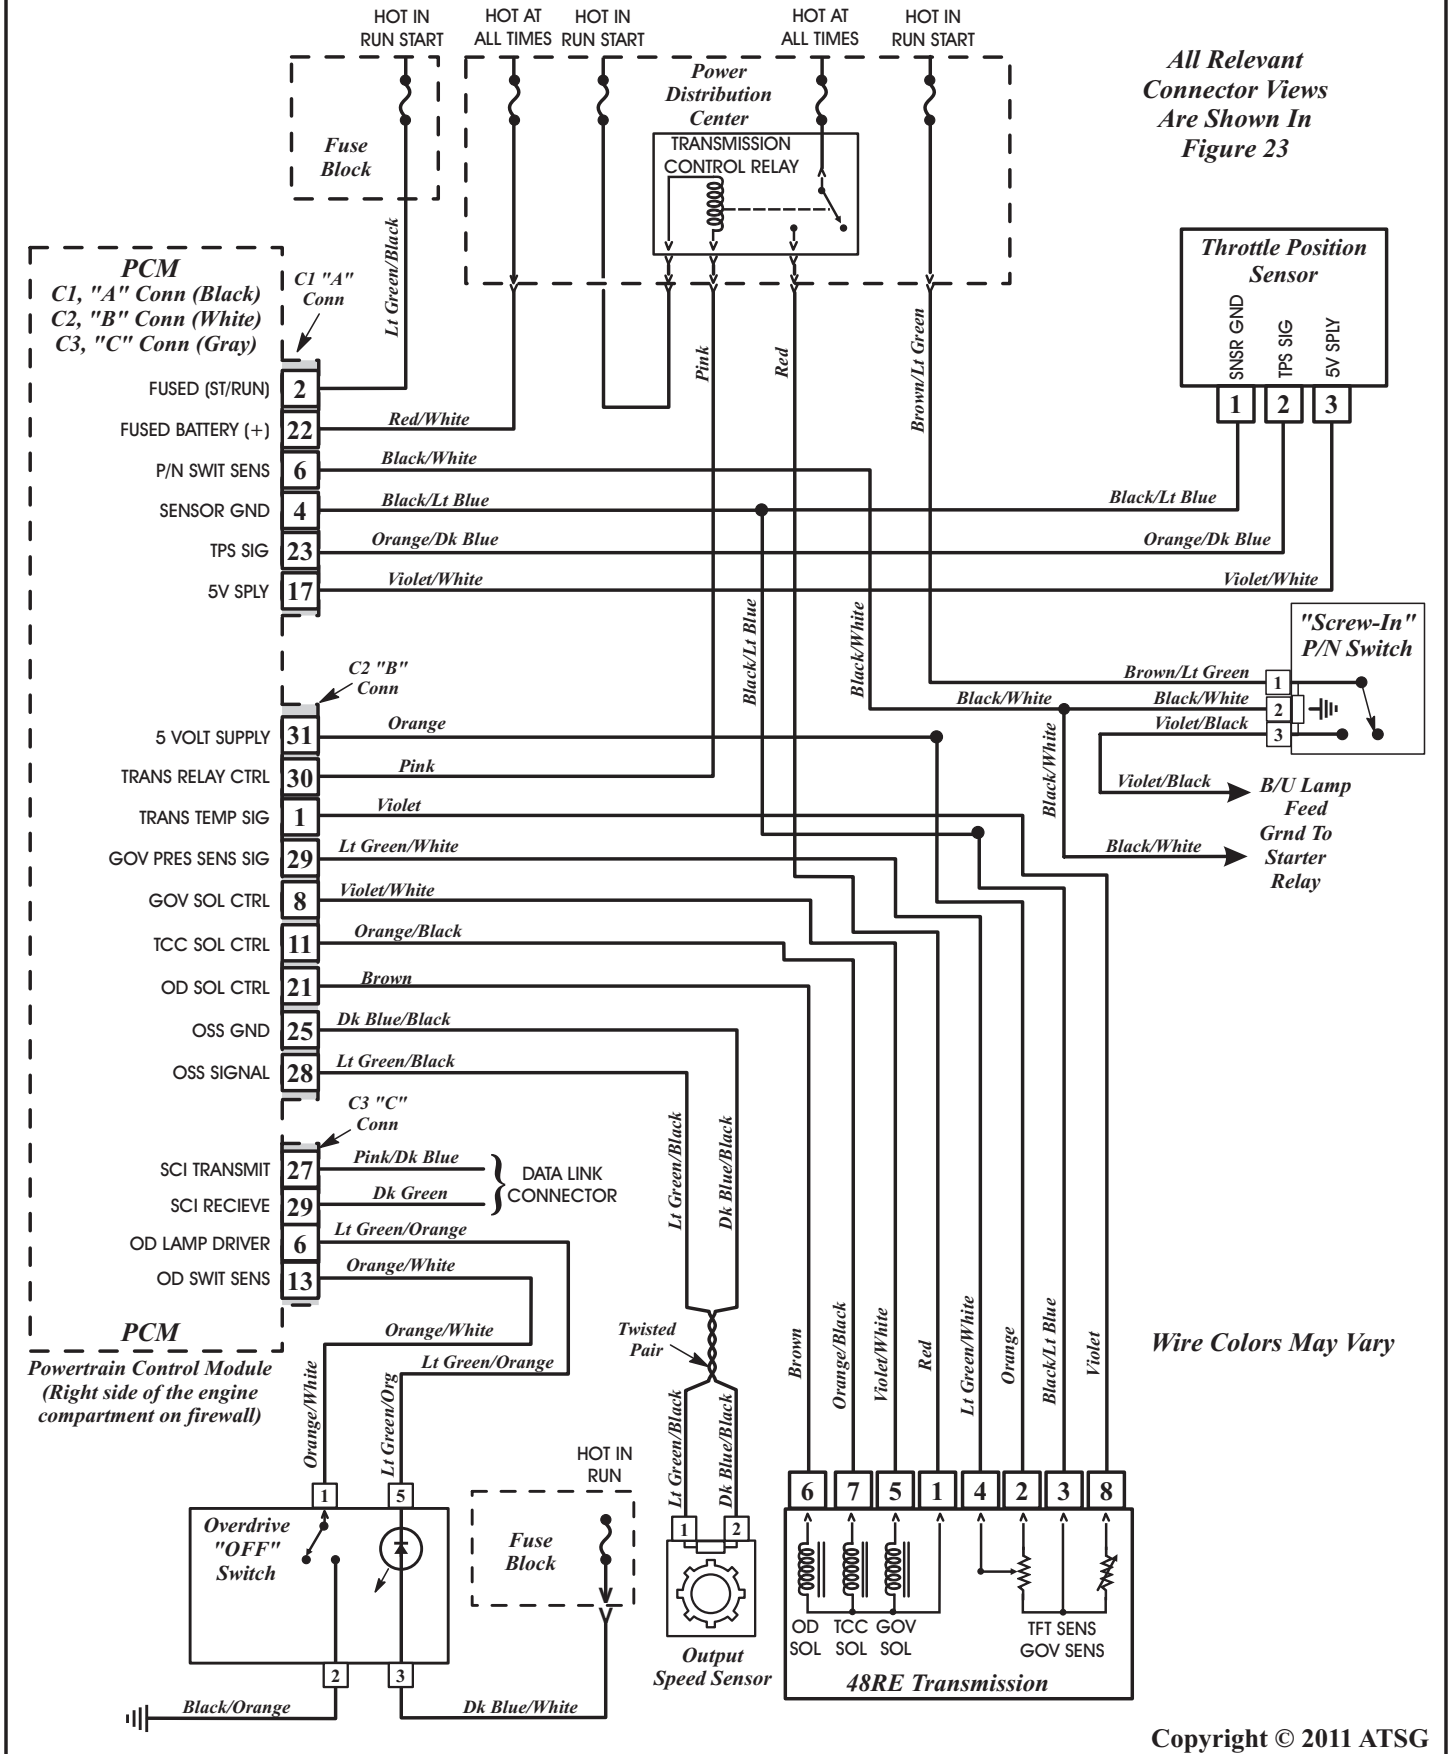 HOT IN
RUN START
HOT AT
ALL TIMES
HOT IN
RUN START
HOT AT
ALL TIMES
HOT IN
RUN START
All Relevant
Connector Views
Are Shown In
Figure 23
Fuse
Block
Power
Distribution
Center
TRANSMISSION
CONTROL RELAY
Lt Green/Black
Pink
Red
Brown/Lt Green
Throttle Position
Sensor
SNSR GND
TPS SIG
5V SPLY
1
2
3
PCM
C1, "A" Conn (Black)
C2, "B" Conn (White)
C3, "C" Conn (Gray)
C1 "A"
Conn
FUSED (ST/RUN)
2
FUSED BATTERY (+)
22
Red/White
P/N SWIT SENS
6
Black/White
SENSOR GND
4
Black/Lt Blue
Black/Lt Blue
TPS SIG
23
Orange/Dk Blue
Orange/Dk Blue
5V SPLY
17
Violet/White
Violet/White
Black/Lt Blue
Black/White
"Screw-In"
P/N Switch
Brown/Lt Green
1
Black/White
Black/White
2
Violet/Black
3
Black/White
Violet/Black
B/U Lamp
Feed
Black/White
Grnd To
Starter
Relay
C2 "B"
Conn
5 VOLT SUPPLY
31
Orange
TRANS RELAY CTRL
30
Pink
TRANS TEMP SIG
1
Violet
GOV PRES SENS SIG
29
Lt Green/White
GOV SOL CTRL
8
Violet/White
TCC SOL CTRL
11
Orange/Black
OD SOL CTRL
21
Brown
OSS GND
25
Dk Blue/Black
OSS SIGNAL
28
Lt Green/Black
C3 "C"
Conn
SCI TRANSMIT
27
Pink/Dk Blue
SCI RECIEVE
29
Dk Green
DATA LINK
CONNECTOR
OD LAMP DRIVER
6
Lt Green/Orange
OD SWIT SENS
13
Orange/White
Lt Green/Black
Dk Blue/Black
PCM
Powertrain Control Module
(Right side of the engine
compartment on firewall)
Orange/White
Lt Green/Orange
Orange/White
Lt Green/Org
Twisted
Pair
Lt Green/Black
Dk Blue/Black
Brown
Orange/Black
Violet/White
Red
Lt Green/White
Orange
Black/Lt Blue
Violet
Wire Colors May Vary
1
5
Overdrive
"OFF"
Switch
2
3
Black/Orange
Dk Blue/White
HOT IN
RUN
Fuse
Block
1
2
Output
Speed Sensor
6
7
5
1
4
2
3
8
OD
SOL
TCC
SOL
GOV
SOL
TFT SENS
GOV SENS
48RE Transmission
Copyright © 2011 ATSG